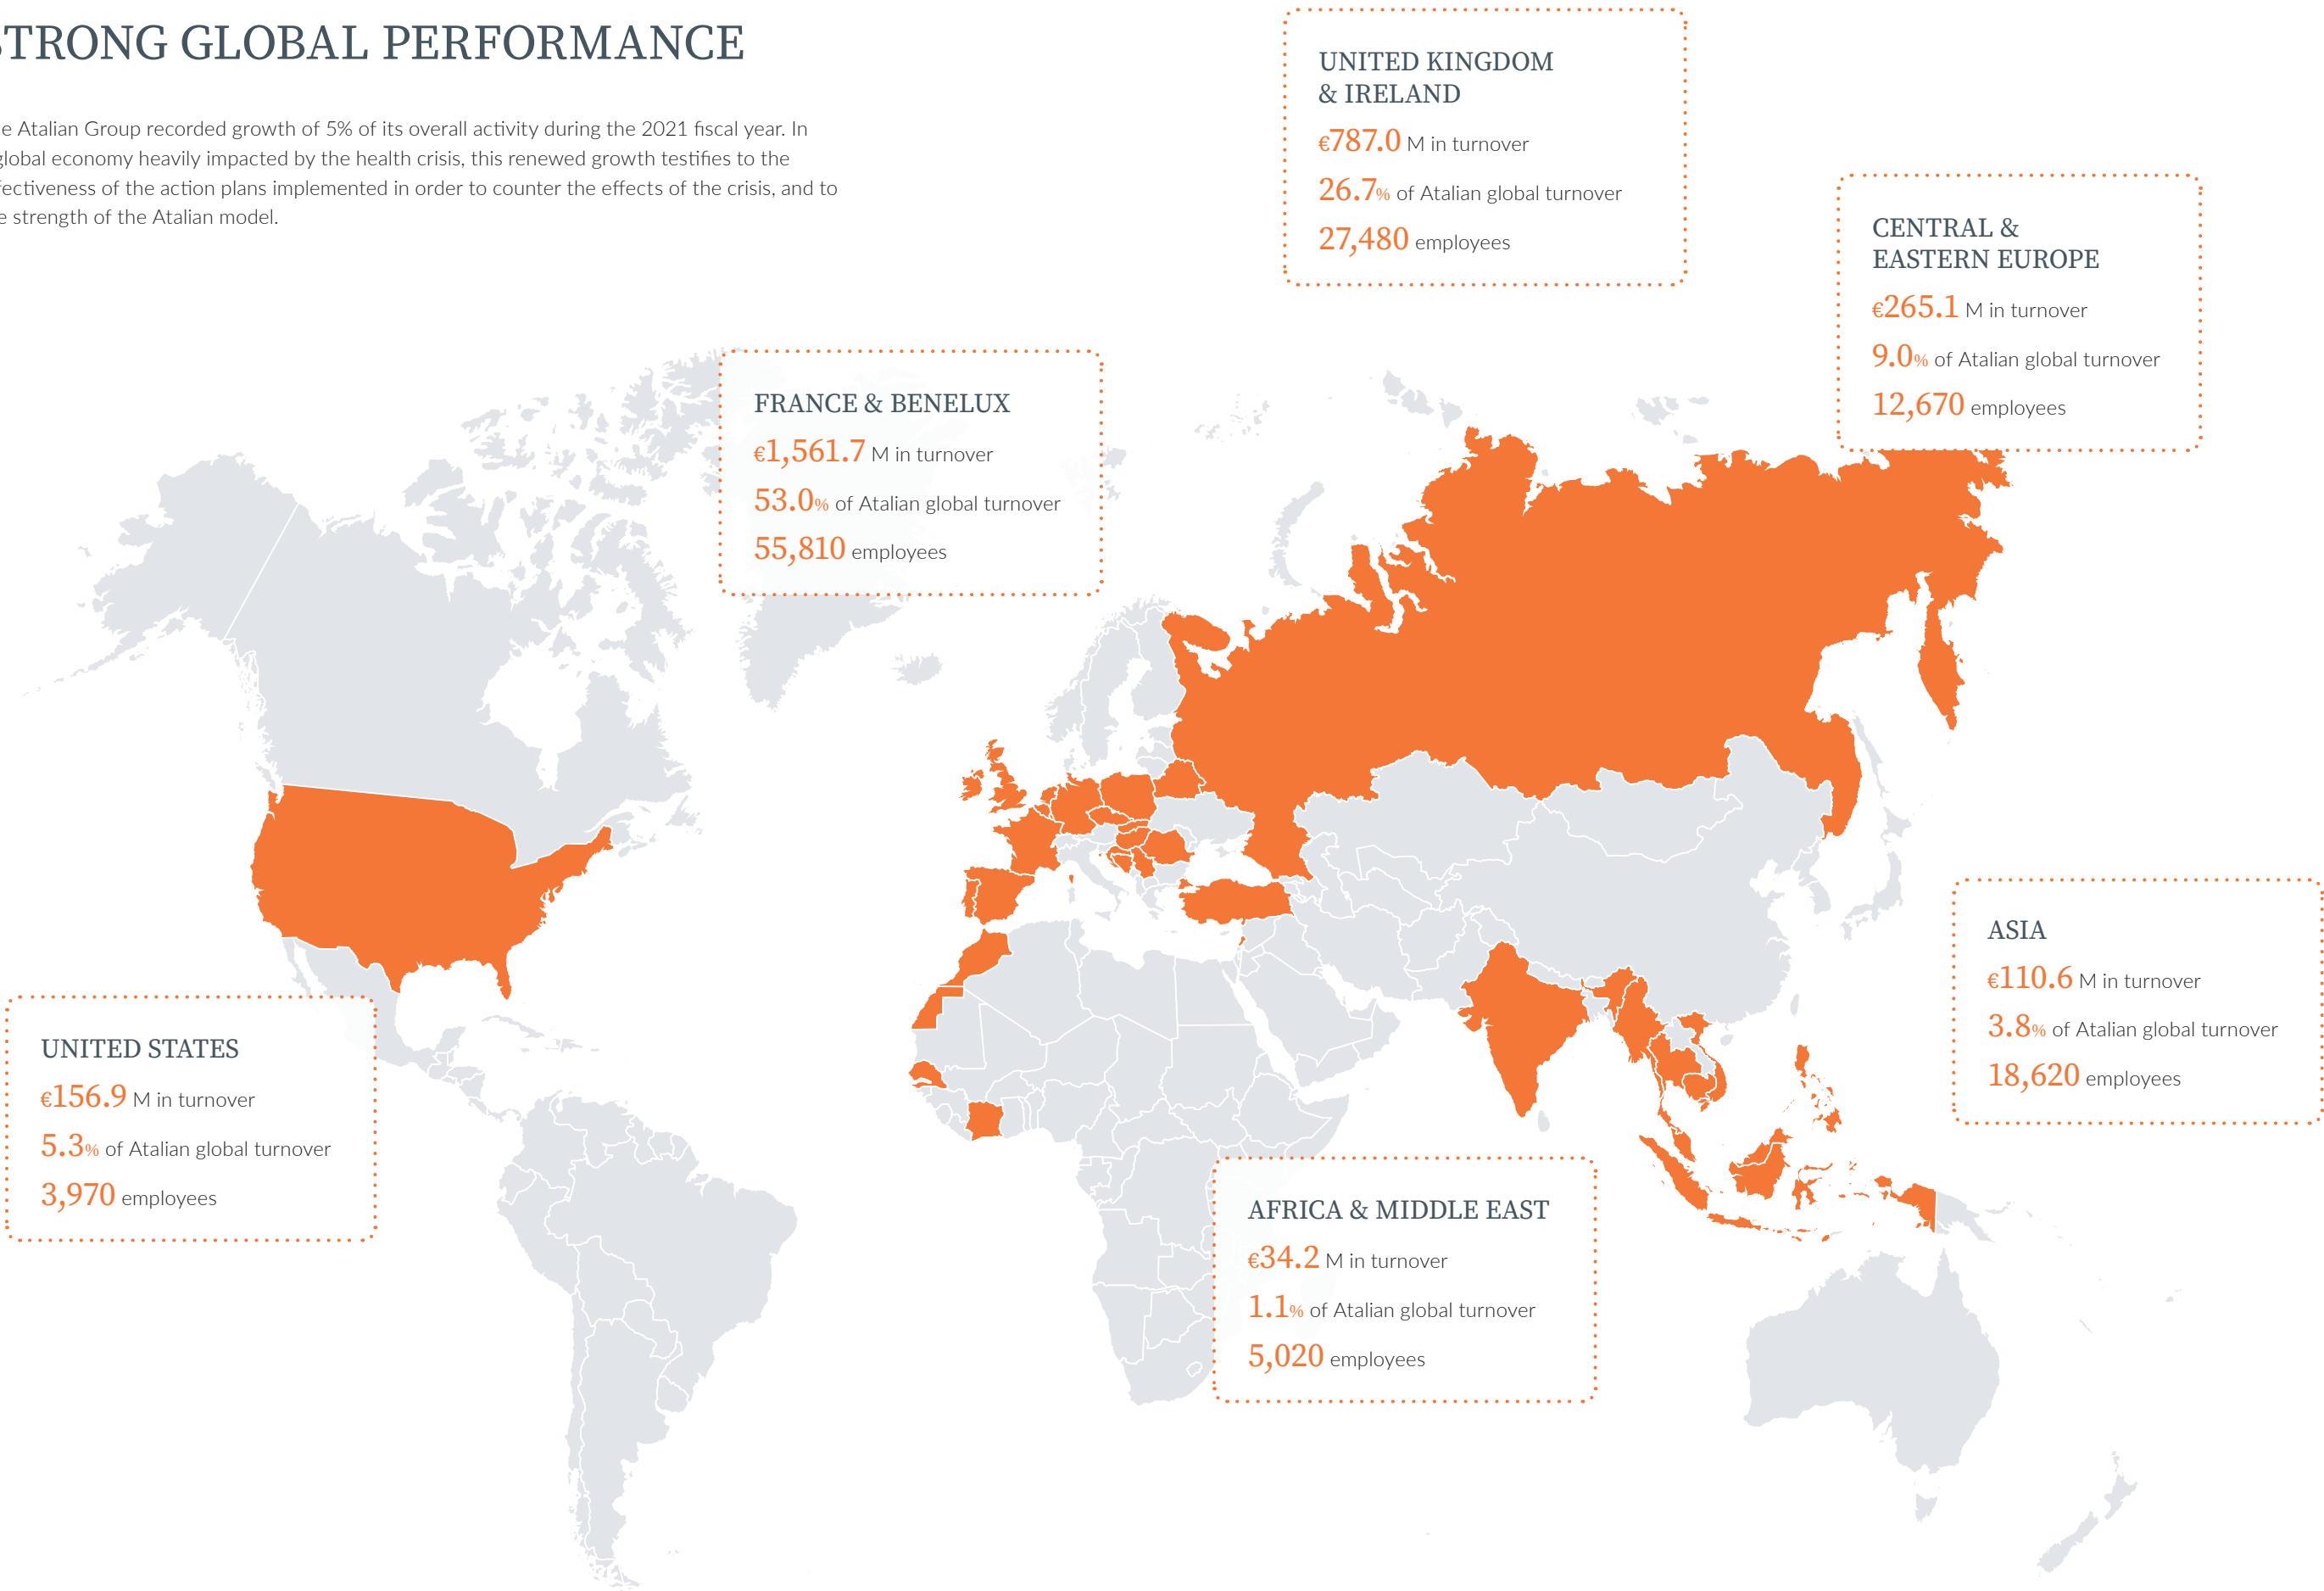 STRONG GLOBAL PERFORMANCE
e Atalian Group recorded growth of 5% of its overall activity during the 2021 fiscal year. In
global economy heavily impacted by the health crisis, this renewed growth testifies to the
fectiveness of the action plans implemented in order to counter the effects of the crisis, and to
e strength of the Atalian model.
UNITED KINGDOM
& IRELAND
€787.0 M in turnover
26.7% of Atalian global turnover
27,480 employees
CENTRAL &
EASTERN EUROPE
€265.1 M in turnover
9.0% of Atalian global turnover
12,670 employees
FRANCE & BENELUX
€1,561.7 M in turnover
53.0% of Atalian global turnover
55,810 employees
ASIA
€110.6 M in turnover
3.8% of Atalian global turnover
18,620 employees
UNITED STATES
€156.9 M in turnover
5.3% of Atalian global turnover
3,970 employees
AFRICA & MIDDLE EAST
€34.2 M in turnover
1.1% of Atalian global turnover
5,020 employees